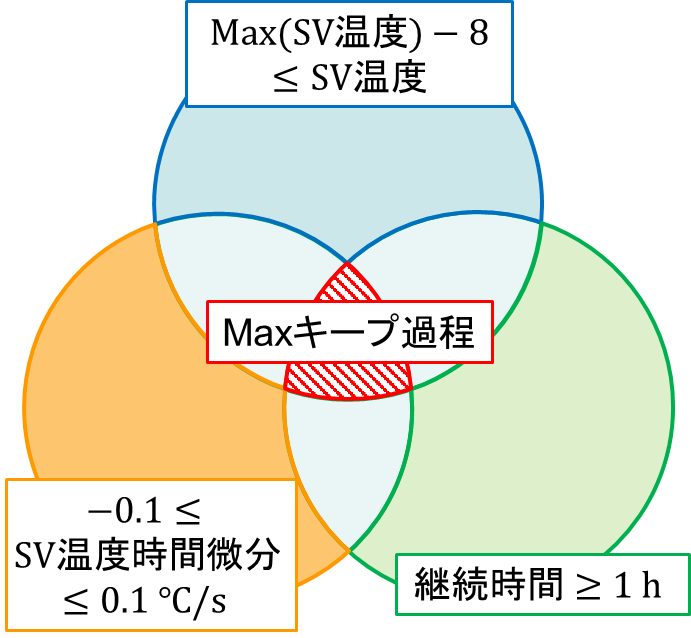 Max(SV温度) − 8
≤ SV温度
Maxキープ過程
−0.1 ≤
SV温度時間微分
≤ 0.1 ℃/s
継続時間 ≥ 1 h